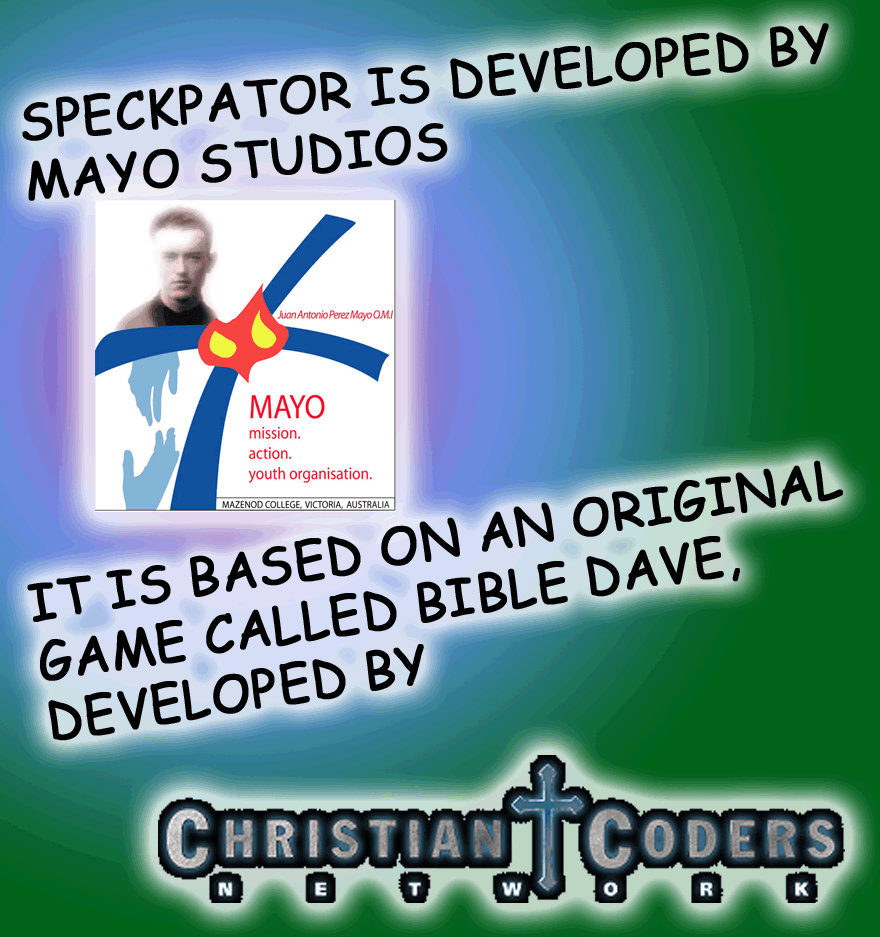 SPECKPATOR IS DEVELOPED BY
MAYO STUDIOS
Juan Antonio Perez Mayo O.M.I
MAYO
mission.
action.
youth organisation.
MAZENOD COLLEGE, VICTORIA, AUSTRALIA
IT IS BASED ON AN ORIGINAL
GAME CALLED BIBLE DAVE,
DEVELOPED BY
CHRISTIAN CODERS
NETWORK